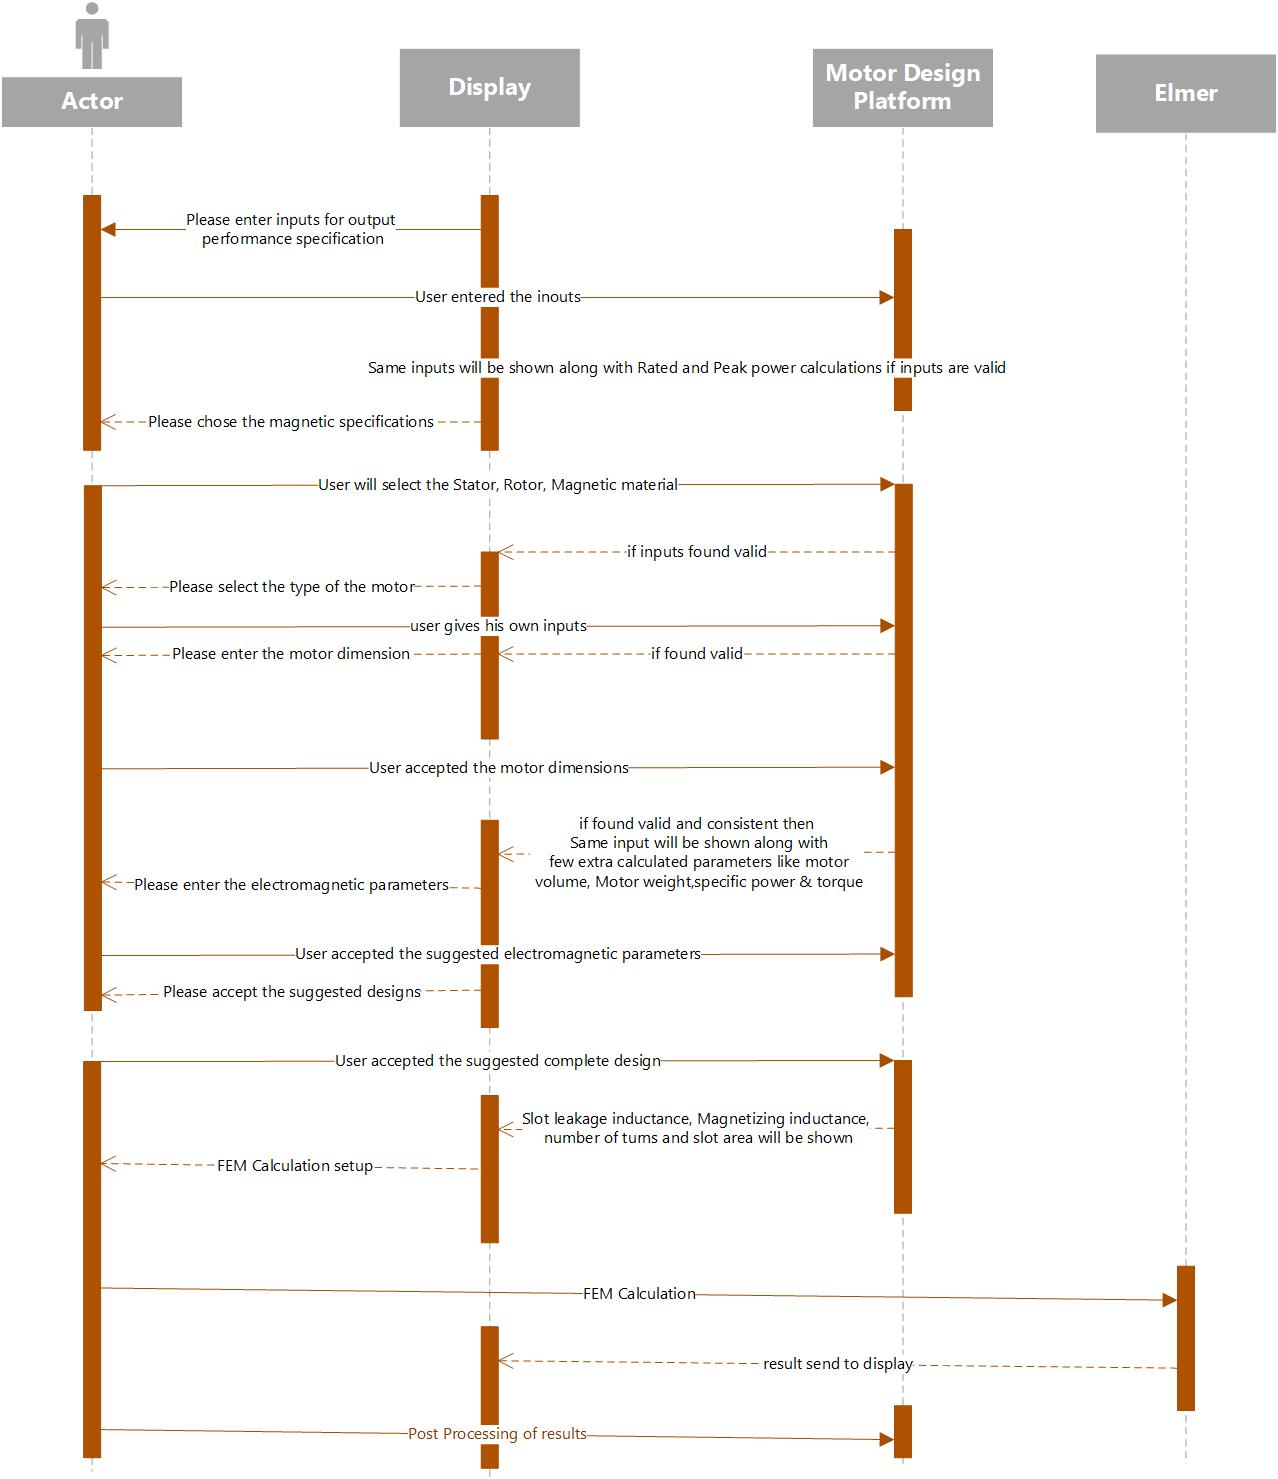 Actor
Display
Motor Design
Platform
Elmer
Please enter inputs for output
performance specification
User entered the inouts
Same inputs will be shown along with Rated and Peak power calculations if inputs are valid
Please chose the magnetic specifications
User will select the Stator, Rotor, Magnetic material
if inputs found valid
Please select the type of the motor
user gives his own inputs
Please enter the motor dimension
if found valid
User accepted the motor dimensions
if found valid and consistent then
Same input will be shown along with
few extra calculated parameters like motor
volume, Motor weight,specific power & torque
Please enter the electromagnetic parameters
User accepted the suggested electromagnetic parameters
Please accept the suggested designs
User accepted the suggested complete design
Slot leakage inductance, Magnetizing inductance,
number of turns and slot area will be shown
FEM Calculation setup
FEM Calculation
result send to display
Post Processing of results